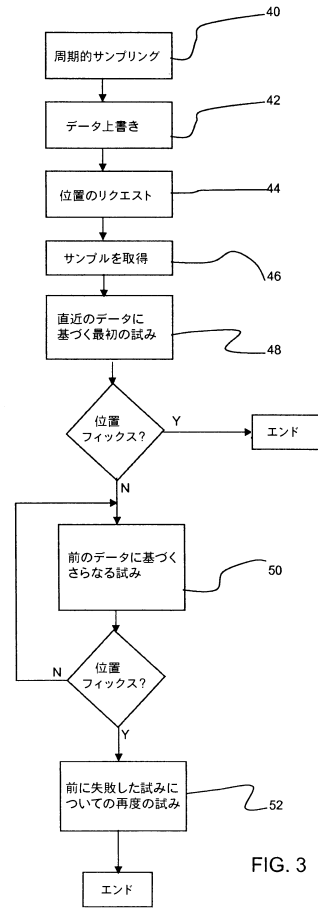 周期的サンプリング
40
データ上書き
42
位置のリクエスト
44
サンプルを取得
46
直近のデータに
基づく最初の試み
48
位置
フィックス?
Y
エンド
N
前のデータに基づく
さらなる試み
50
位置
フィックス?
N
Y
前に失敗した試みに
ついての再度の試み
52
エンド
FIG. 3